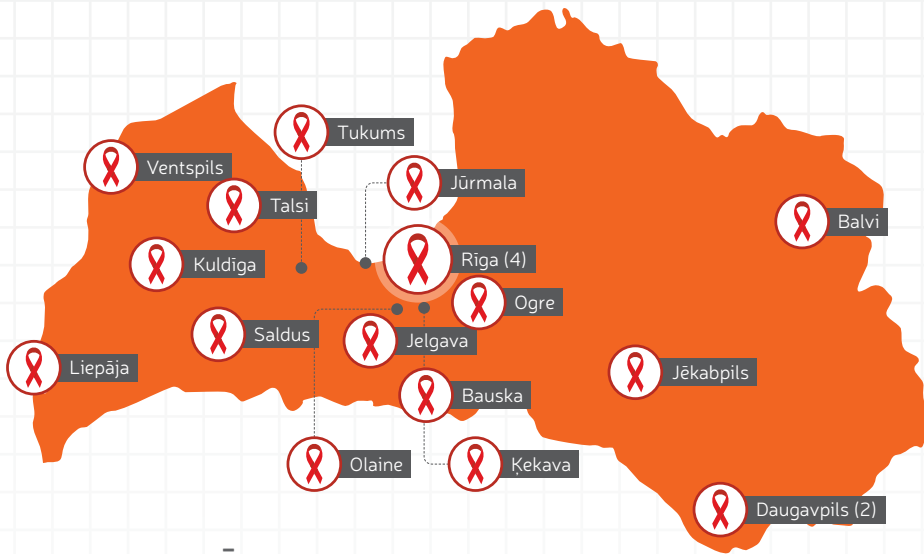 Tukums
Ventspils
Jūrmala
Talsi
Balvi
Rīga (4)
Kuldīga
Ogre
Saldus
Jelgava
Liepāja
Jēkabpils
Bauska
Olaine
Ķekava
Daugavpils (2)